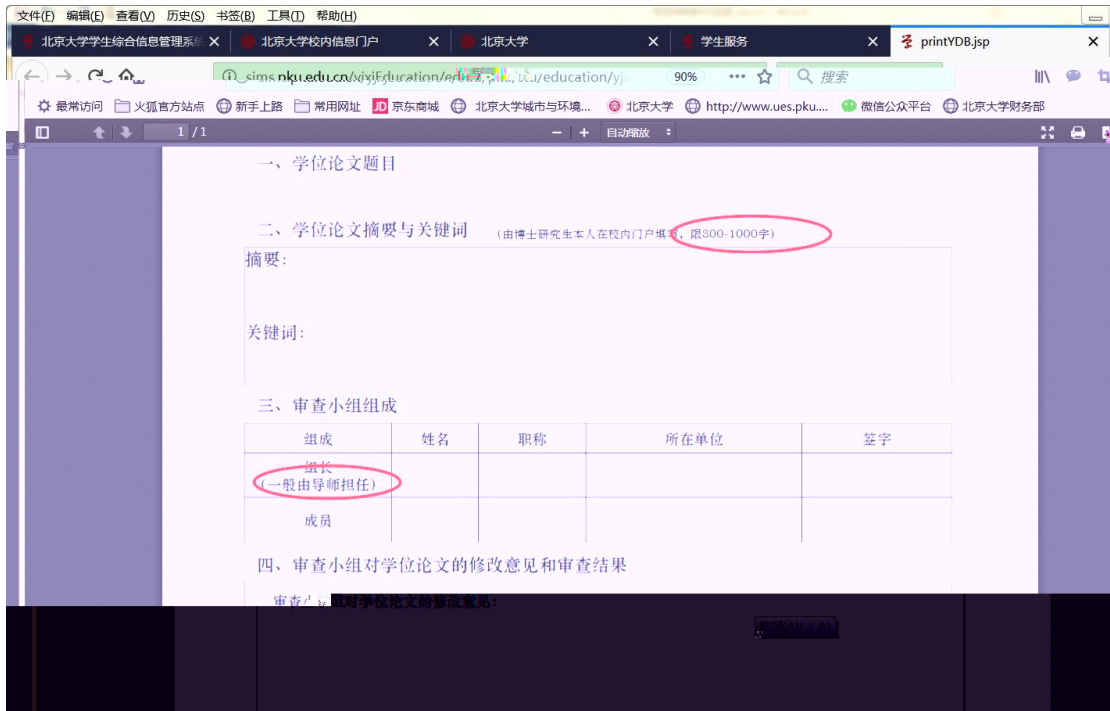 文件(F) 编辑(E) 查看(V) 历史(S) 书签(B) 工具(T) 帮助(H)
北京大学学生综合信息管理系统 北京大学校内信息门户 北京大学 学生服务 printYDB.jsp
90% 搜索
最常访问 火狐官方站点 新手上路 常用网址 JD 京东商城 北京大学城市与环境... 北京大学 http://www.ues.pku.... 微信公众平台 北京大学财务部
1 / 1 自动缩放
一、学位论文题目
二、学位论文摘要与关键词 (由博士研究生本人在校内门户填写, 限800-1000字)
摘要:
关键词:
三、审查小组组成
组成 姓名 职称 所在单位 签字
组长
(一般由导师担任)
成员
四、审查小组对学位论文的修改意见和审查结果
审查小组对学位论文的修改意见: